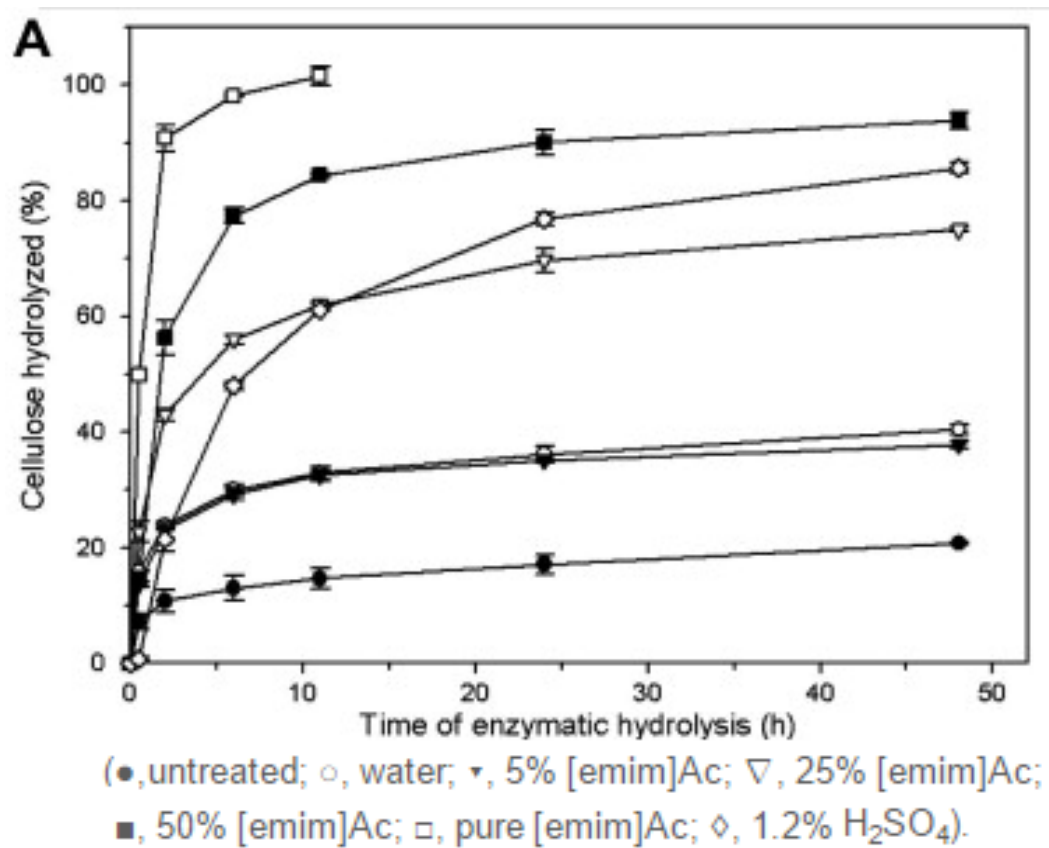 A
100
80
60
40
20
0
Cellulose hydrolyzed (%)
0 10 20 30 40 50
Time of enzymatic hydrolysis (h)
(●,untreated; ○, water; ▼, 5% [emim]Ac; ▽, 25% [emim]Ac;
■, 50% [emim]Ac; □, pure [emim]Ac; ◇, 1.2% H₂SO₄).